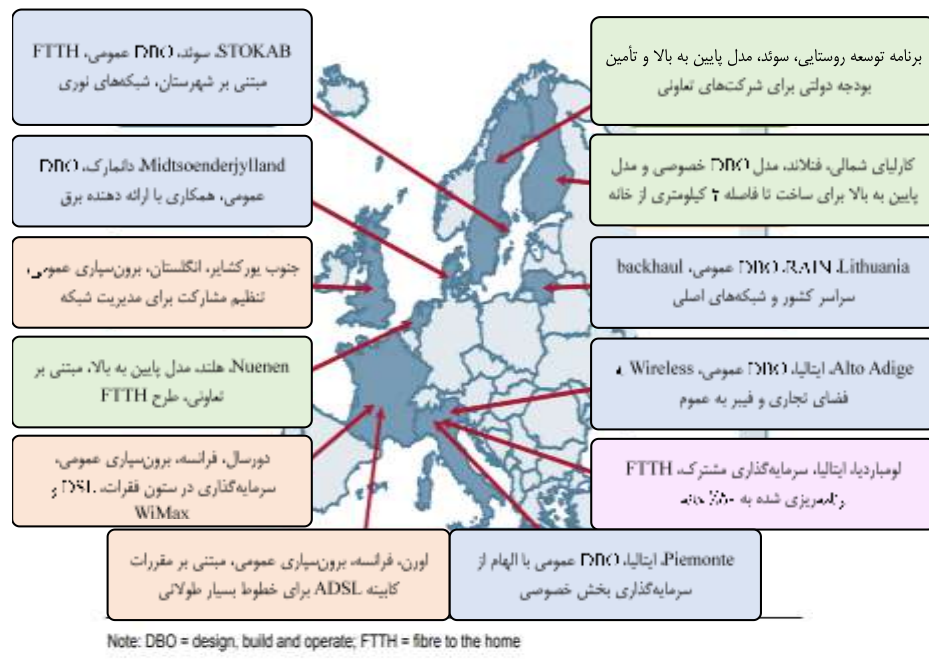 STOKAB، سوئد، DBO عمومی، FTTH
مبتنی بر شهرستان، شبکه‌های نوری
برنامه توسعه روستایی، سوئد، مدل پایین به بالا و تأمین
بودجه دولتی برای شرکت‌های تعاونی
Midtsoenderjylland، دانمارک، DBO
عمومی، همکاری با ارائه دهنده برق
کارلیای شمالی، فنلاند، مدل DBO خصوصی و مدل
پایین به بالا برای ساخت تا فاصله ۲ کیلومتری از خانه
جنوب یورکشایر، انگلستان، برون‌سپاری عمومی،
تنظیم مشارکت برای مدیریت شبکه
Lithuania، RAIN، DBO عمومی، backhaul
سراسر کشور و شبکه‌های اصلی
Nuenen، هلند، مدل پایین به بالا، مبتنی بر
تعاونی، طرح FTTH
Alto Adige، ایتالیا، DBO عمومی، Wireless
فضای تجاری و فیبر به عموم
دورسال، فرانسه، برون‌سپاری عمومی،
سرمایه‌گذاری در ستون فقرات، DSL و
WiMax
لومباردیا، ایتالیا، سرمایه‌گذاری مشترک، FTTH
برنامه‌ریزی شده به
اورن، فرانسه، برون‌سپاری عمومی، مبتنی بر مقررات
کابینه ADSL برای خطوط بسیار طولانی
Piemonte، ایتالیا، DBO عمومی با الهام از
سرمایه‌گذاری بخش خصوصی
Note: DBO = design, build and operate; FTTH = fibre to the home